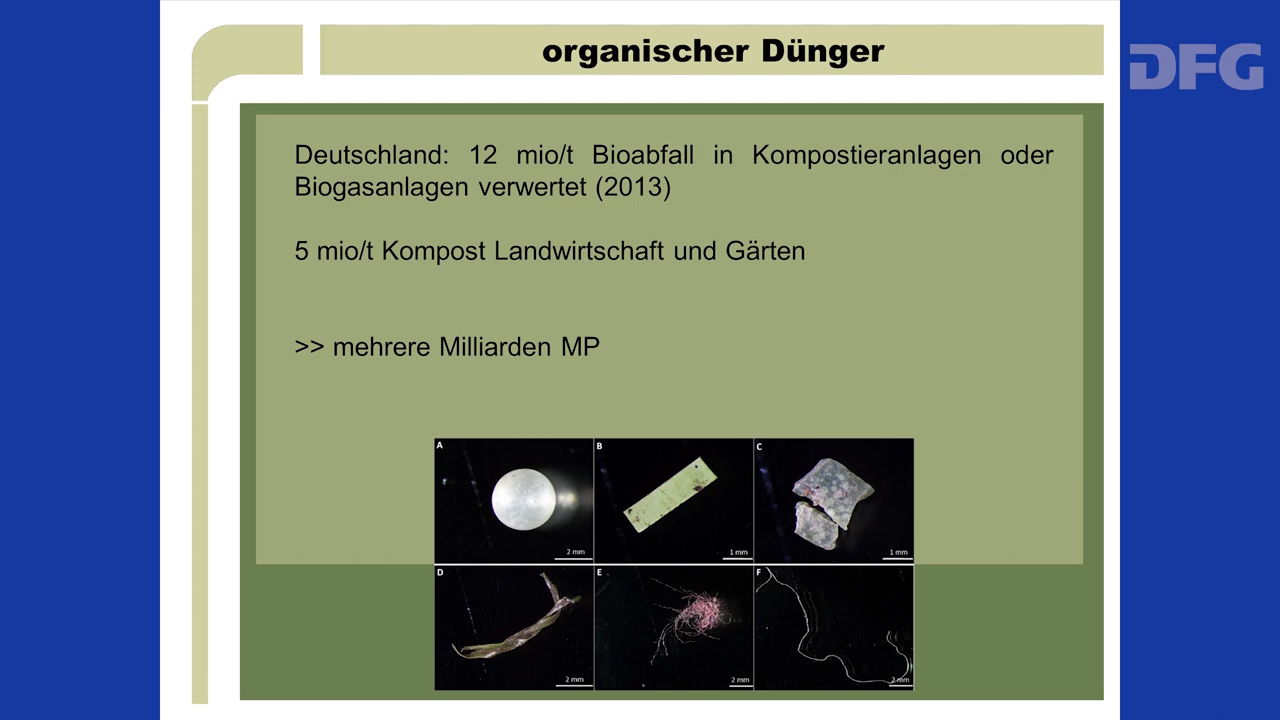 organischer Dünger
DFG
Deutschland: 12 mio/t Bioabfall in Kompostieranlagen oder
Biogasanlagen verwertet (2013)
5 mio/t Kompost Landwirtschaft und Gärten
>> mehrere Milliarden MP
A
2 mm
B
1 mm
C
1 mm
D
2 mm
E
2 mm
F
2 mm